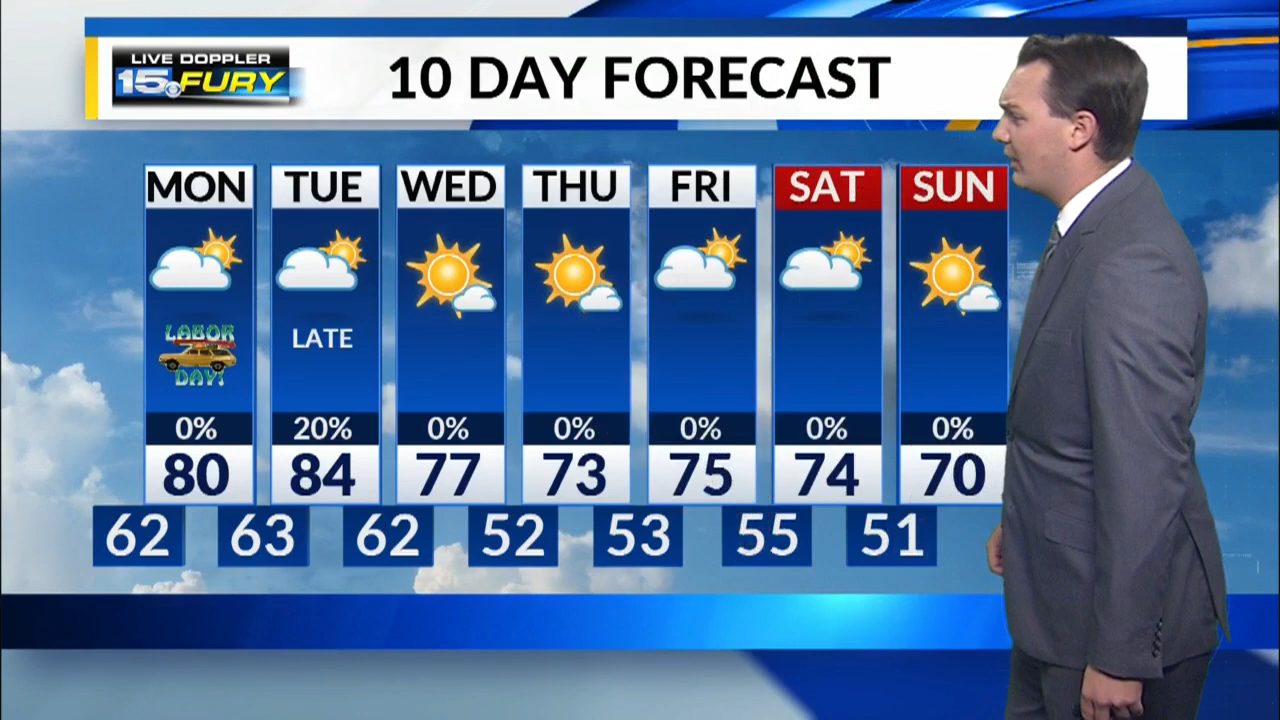 LIVE DOPPLER
15 FURY
10 DAY FORECAST
MON TUE WED THU FRI SAT SUN
LABOR
DAY!
LATE
0% 20% 0% 0% 0% 0% 0%
80 84 77 73 75 74 70
62 63 62 52 53 55 51